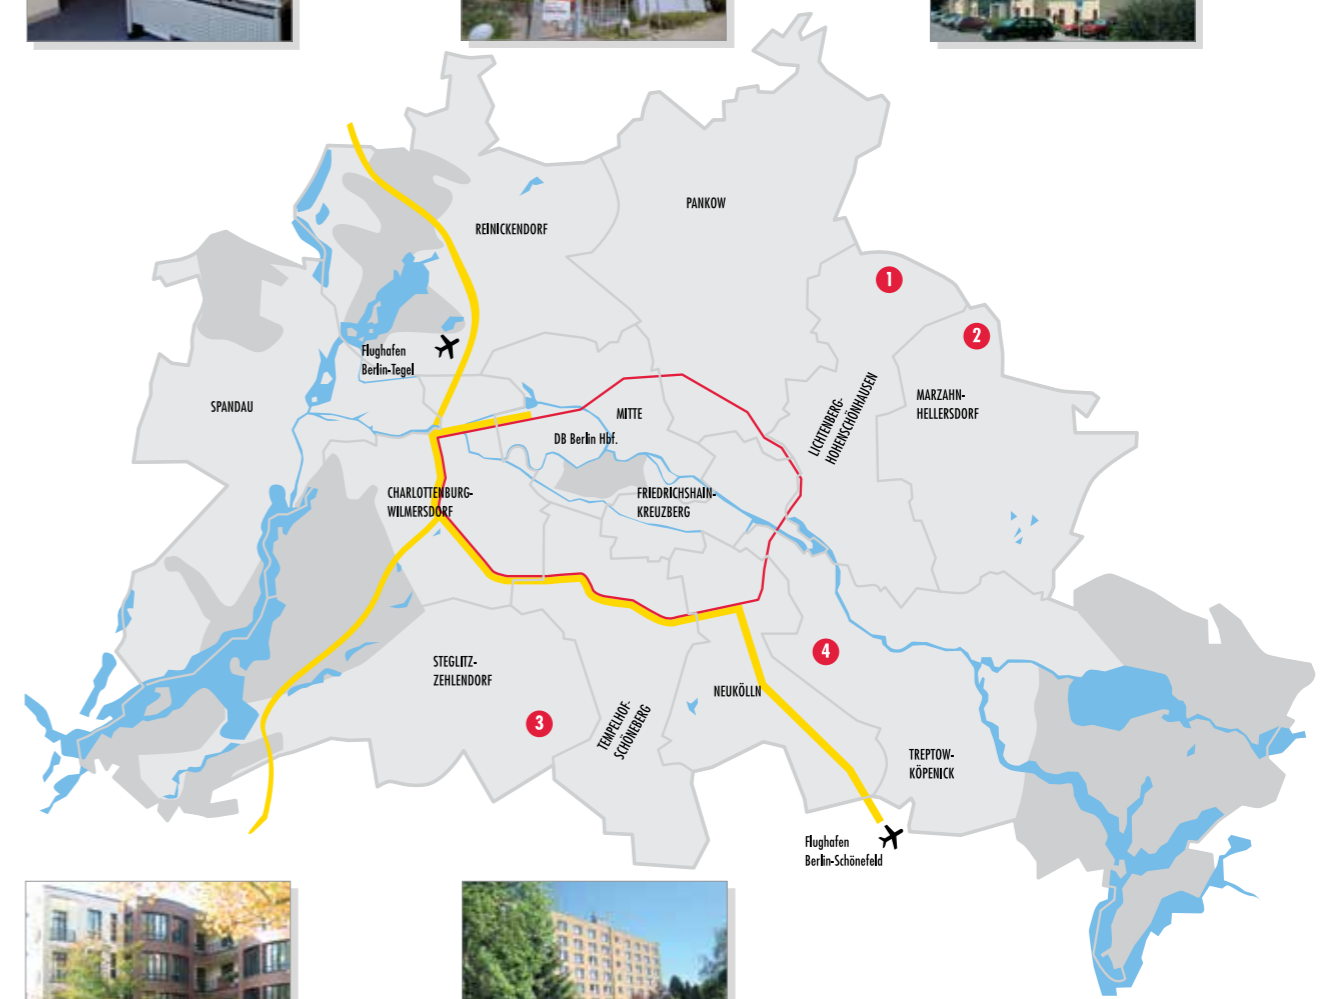 PANKOW
REINICKENDORF
1
2
Flughafen
Berlin-Tegel
SPANDAU
MITTE
DB Berlin Hbf.
LICHTENBERG-
HOHENSCHÖNHAUSEN
MARZAHN-
HELLERSDORF
CHARLOTTENBURG-
WILMERSDORF
FRIEDRICHSHAIN-
KREUZBERG
STEGLITZ-
ZEHLENDORF
3
TEMPELHOF-
SCHÖNEBERG
NEUKÖLLN
4
TREPTOW-
KÖPENICK
Flughafen
Berlin-Schönefeld